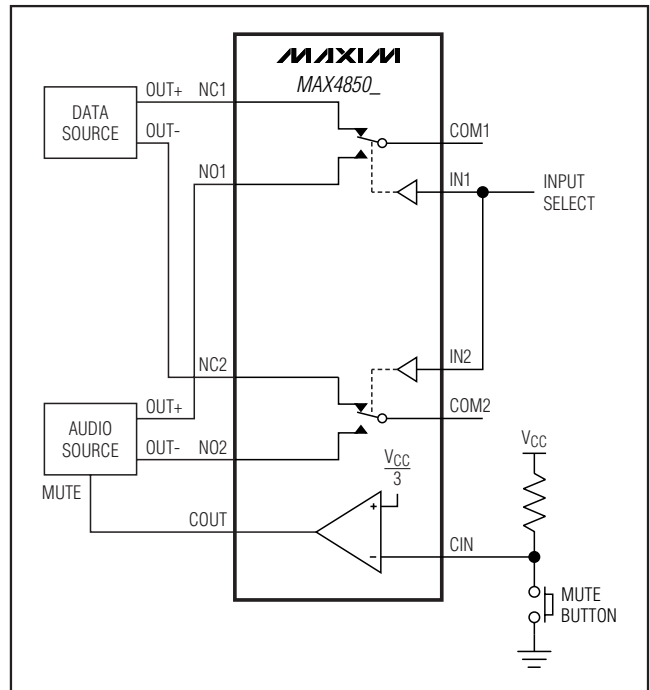 MAXIM
MAX4850_
OUT+ NC1
DATA
SOURCE
OUT-
COM1
NO1
IN1
INPUT
SELECT
NC2
IN2
OUT+
COM2
AUDIO
SOURCE
OUT- NO2
MUTE
VCC
3
VCC
COUT
+
-
CIN
MUTE
BUTTON